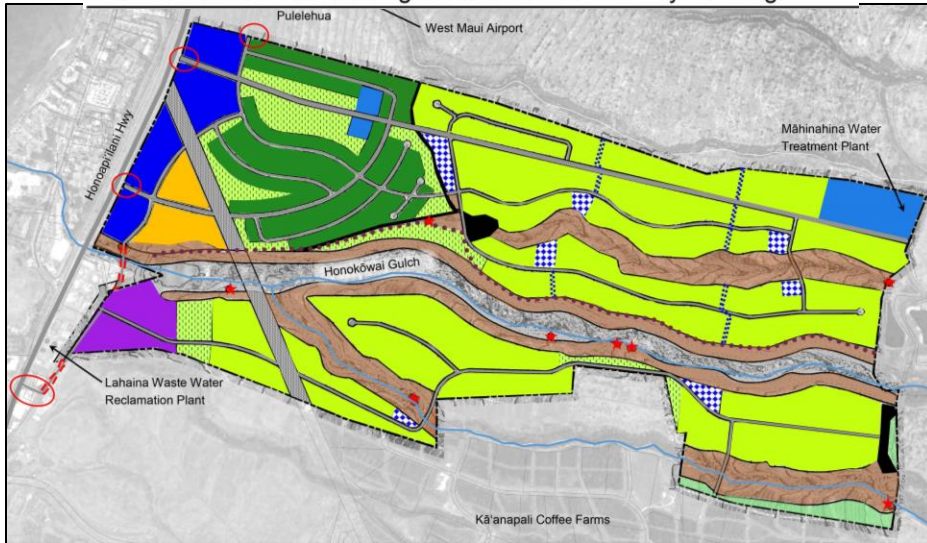 Pulelehua
West Maui Airport
Honoapiʻilani Hwy
Māhinahina Water
Treatment Plant
Honokōwai Gulch
Lahaina Waste Water
Reclamation Plant
Kāʻanapali Coffee Farms